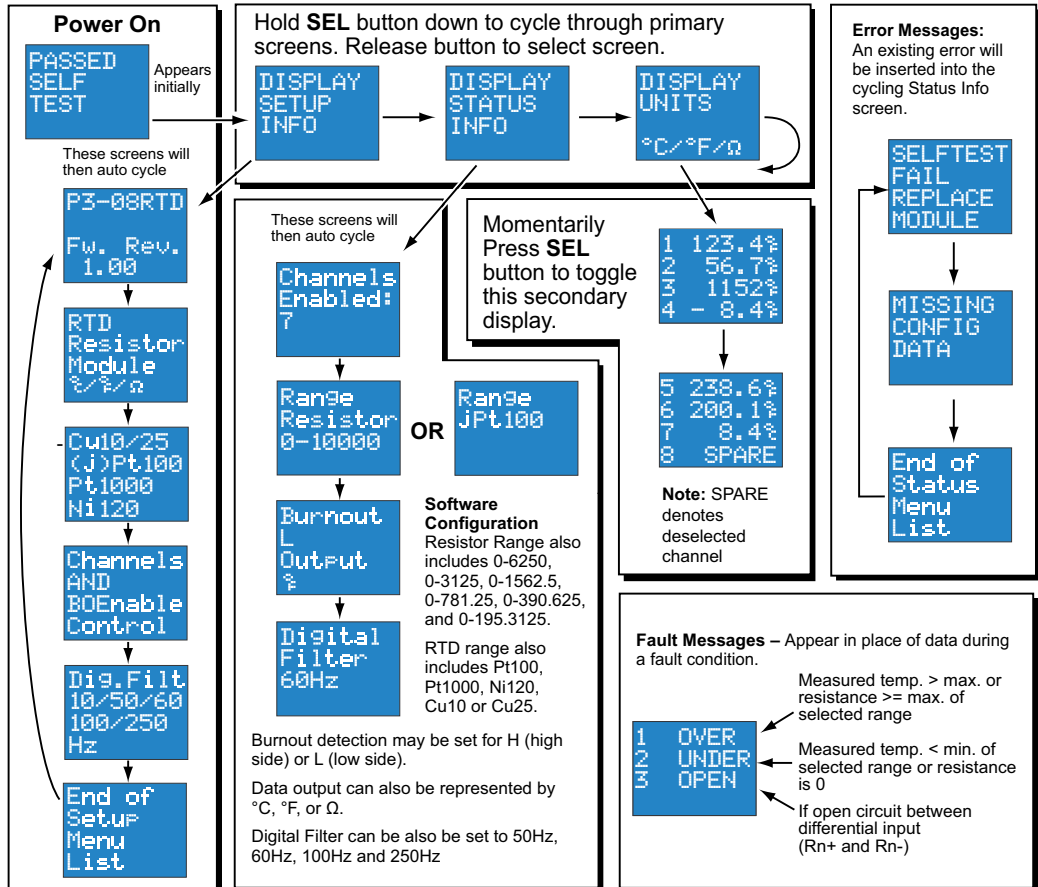 Power On
PASSED
SELF
TEST
Appears
initially
These screens will
then auto cycle
P3-08RTD
Fw. Rev.
1.00
RTD
Resistor
Module
°C/°F/Ω
Cu10/25
(j)Pt100
Pt1000
Ni120
Channels
AND
BOEnable
Control
Dig.Filt
10/50/60
100/250
Hz
End of
Setup
Menu
List
Hold SEL button down to cycle through primary
screens. Release button to select screen.
DISPLAY
SETUP
INFO
DISPLAY
STATUS
INFO
DISPLAY
UNITS
°C/°F/Ω
These screens will
then auto cycle
Channels
Enabled:
7
Range
Resistor
0-10000
OR
Range
jPt100
Burnout
L
Output
°F
Digital
Filter
60Hz
Software
Configuration
Resistor Range also
includes 0-6250,
0-3125, 0-1562.5,
0-781.25, 0-390.625,
and 0-195.3125.
RTD range also
includes Pt100,
Pt1000, Ni120,
Cu10 or Cu25.
Burnout detection may be set for H (high
side) or L (low side).
Data output can also be represented by
°C, °F, or Ω.
Digital Filter can be also be set to 50Hz,
60Hz, 100Hz and 250Hz
Momentarily
Press SEL
button to toggle
this secondary
display.
1 123.4°F
2 56.7°F
3 1152°F
4 - 8.4°F
5 238.6°F
6 200.1°F
7 8.4°C
8 SPARE
Note: SPARE
denotes
deselected
channel
Error Messages:
An existing error will
be inserted into the
cycling Status Info
screen.
SELFTEST
FAIL
REPLACE
MODULE
MISSING
CONFIG
DATA
End of
Status
Menu
List
Fault Messages – Appear in place of data during
a fault condition.
1 OVER
2 UNDER
3 OPEN
Measured temp. > max. or
resistance >= max. of
selected range
Measured temp. < min. of
selected range or resistance
is 0
If open circuit between
differential input
(Rn+ and Rn-)